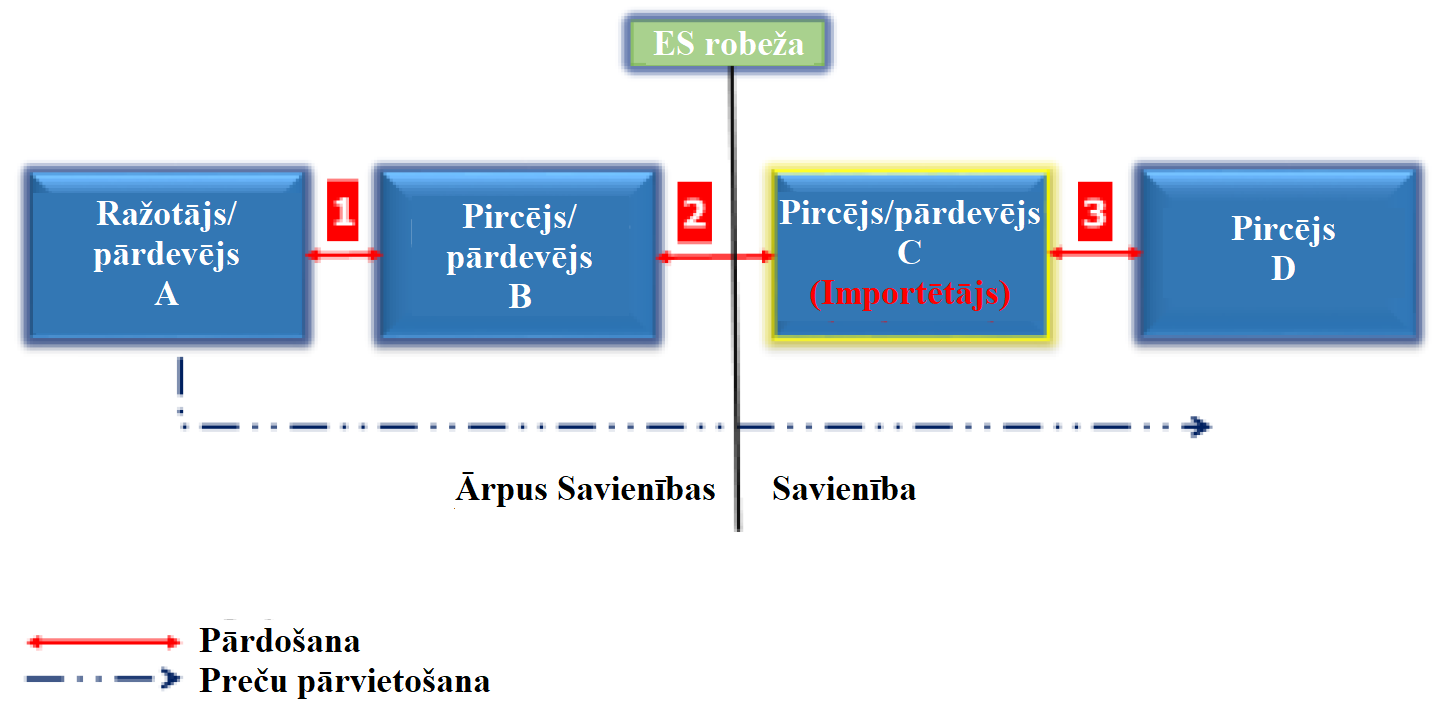 ES robeža
Ražotājs/
pārdevējs
A
1
Pircējs/
pārdevējs
B
2
Pircējs/pārdevējs
C
(Importētājs)
3
Pircējs
D
Ārpus Savienības
Savienība
Pārdošana
Preču pārvietošana